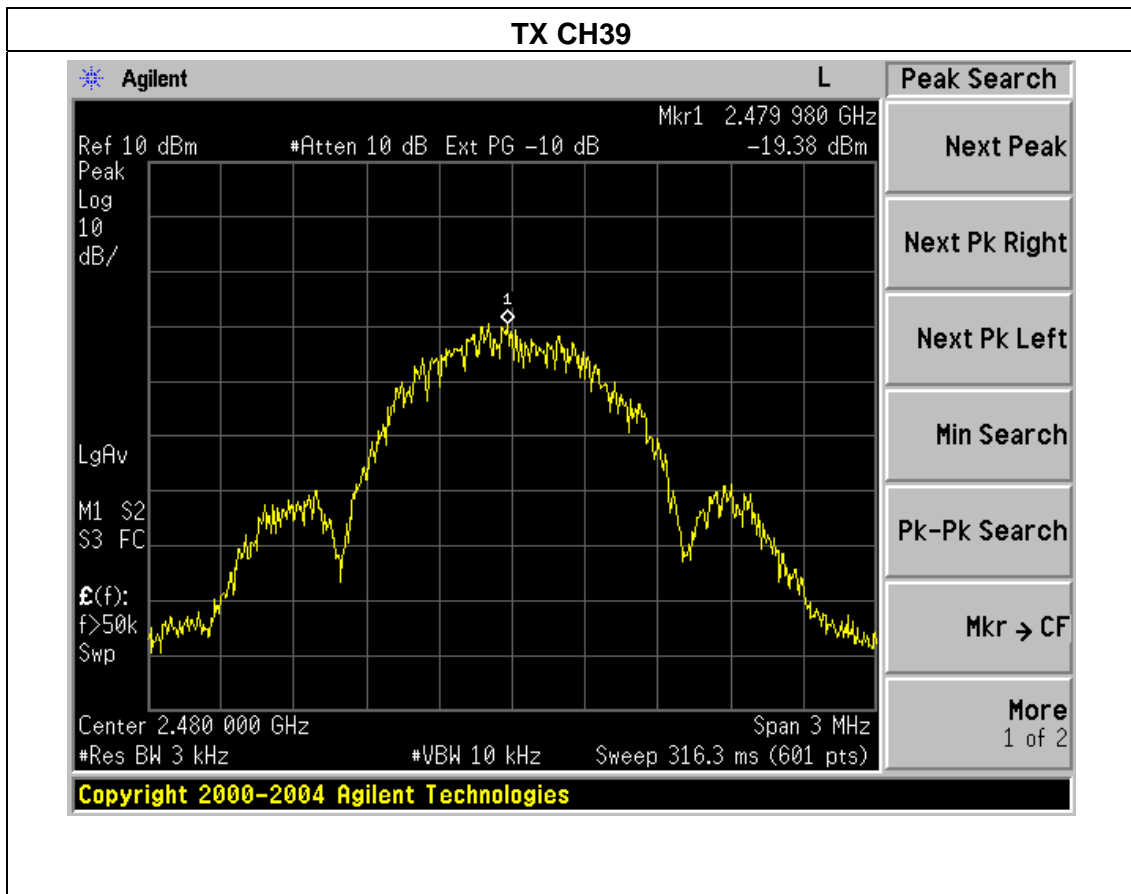 TX CH39
Agilent L Peak Search
Mkr1 2.479 980 GHz
Ref 10 dBm #Atten 10 dB Ext PG -10 dB -19.38 dBm
Peak
Log
10
dB/
1
LgAv
M1 S2
S3 FC
£(f):
f>50k
Swp
Center 2.480 000 GHz Span 3 MHz
#Res BW 3 kHz #VBW 10 kHz Sweep 316.3 ms (601 pts)
Copyright 2000-2004 Agilent Technologies
Next Peak
Next Pk Right
Next Pk Left
Min Search
Pk-Pk Search
Mkr → CF
More
1 of 2